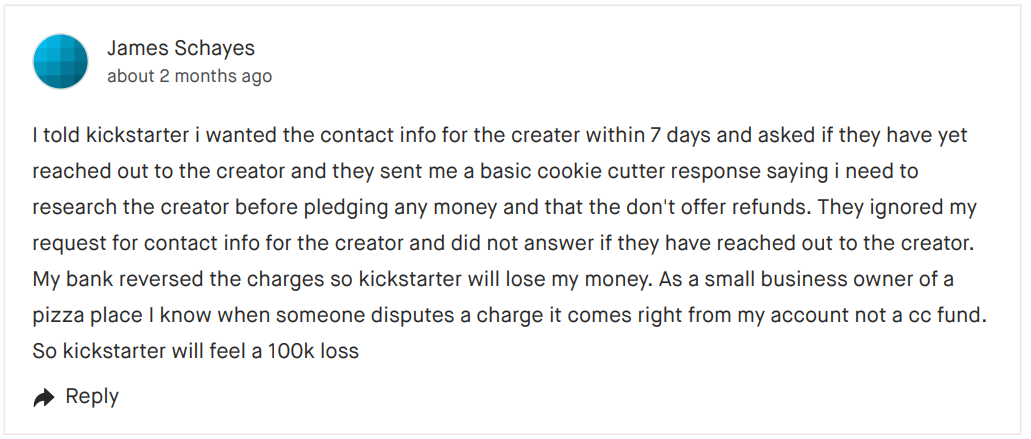 James Schayes
about 2 months ago
I told kickstarter i wanted the contact info for the creater within 7 days and asked if they have yet
reached out to the creator and they sent me a basic cookie cutter response saying i need to
research the creator before pledging any money and that the don't offer refunds. They ignored my
request for contact info for the creator and did not answer if they have reached out to the creator.
My bank reversed the charges so kickstarter will lose my money. As a small business owner of a
pizza place I know when someone disputes a charge it comes right from my account not a cc fund.
So kickstarter will feel a 100k loss
Reply